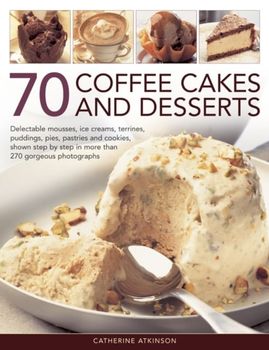 70 COFFEE CAKES
AND DESSERTS
Delectable mousses, ice creams, terrines,
puddings, pies, pastries and cookies,
shown step by step in more than
270 gorgeous photographs
CATHERINE ATKINSON